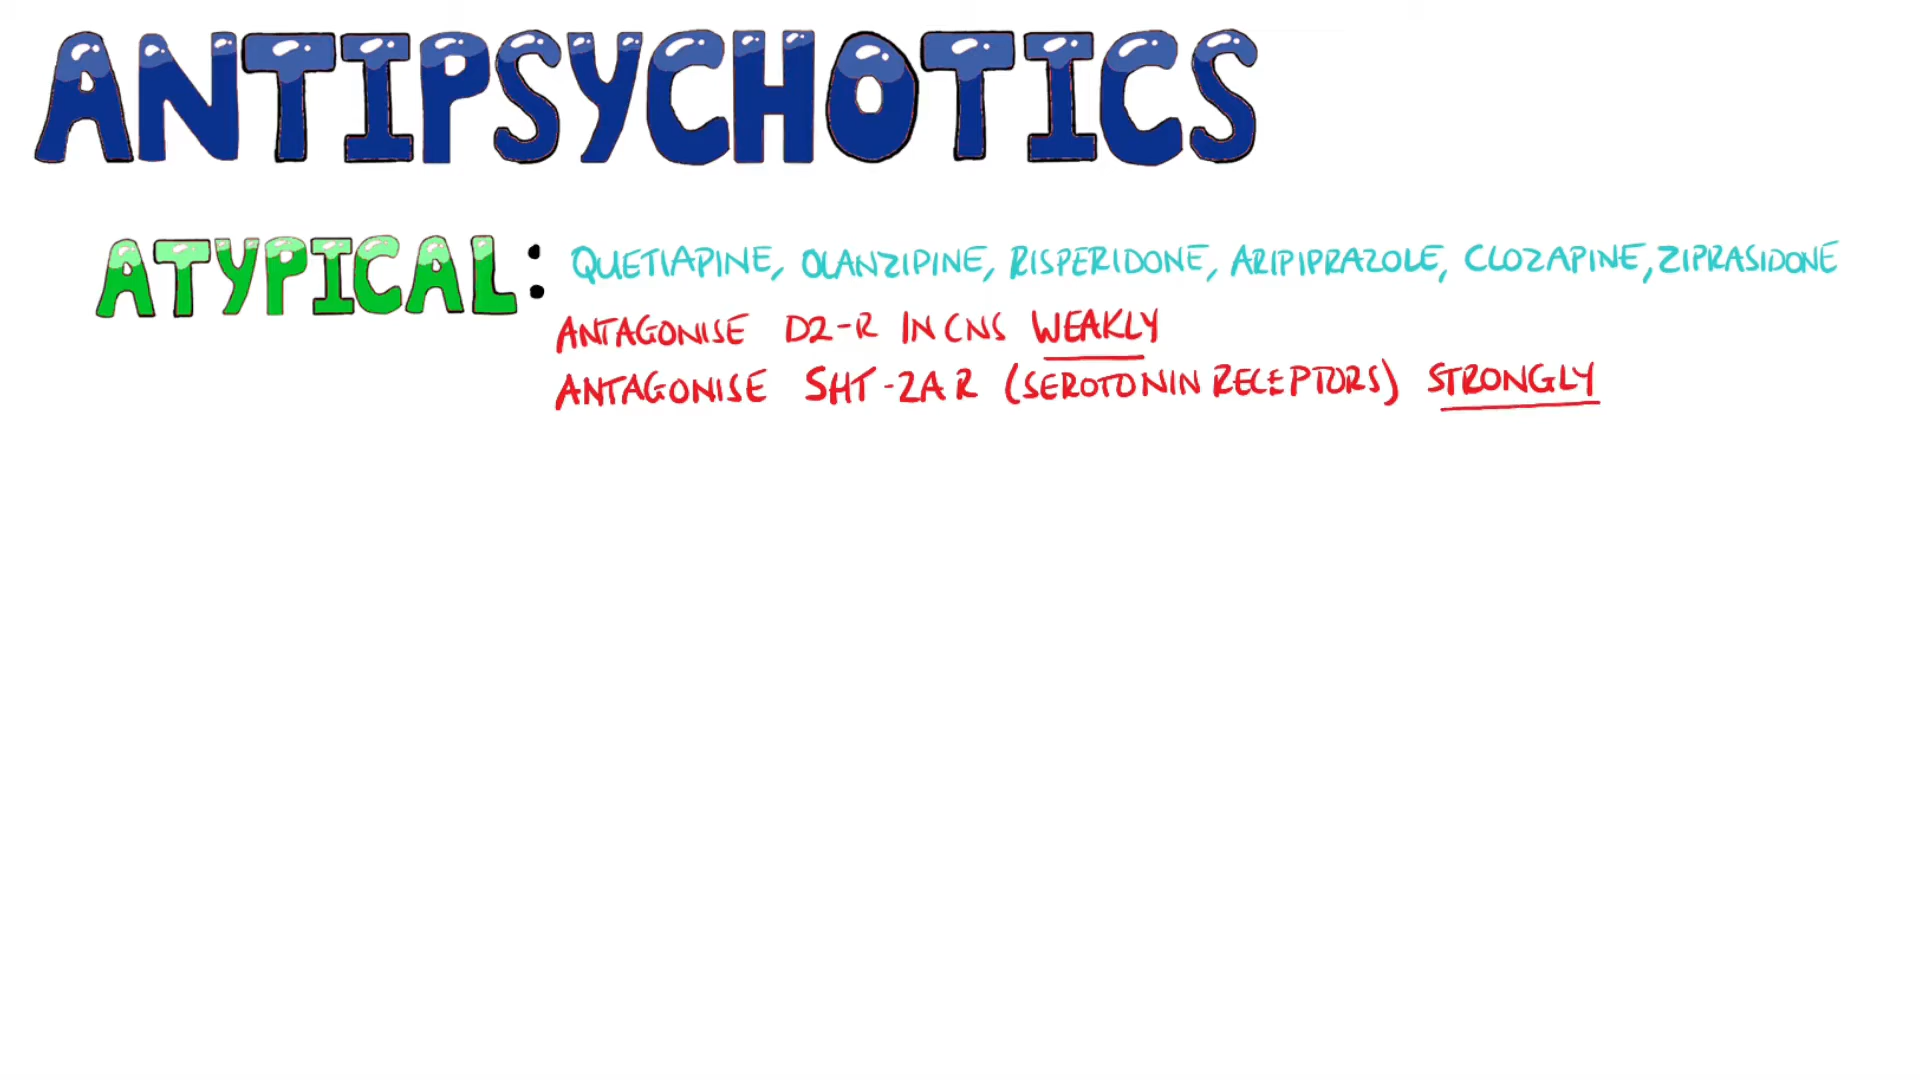 ANTIPSYCHOTICS
ATYPICAL: QUETIAPINE, OLANZIPINE, RISPERIDONE, ARIPIPRAZOLE, CLOZAPINE, ZIPRASIDONE
ANTAGONISE D2-R IN CNS WEAKLY
ANTAGONISE 5HT-2A R (SEROTONIN RECEPTORS) STRONGLY